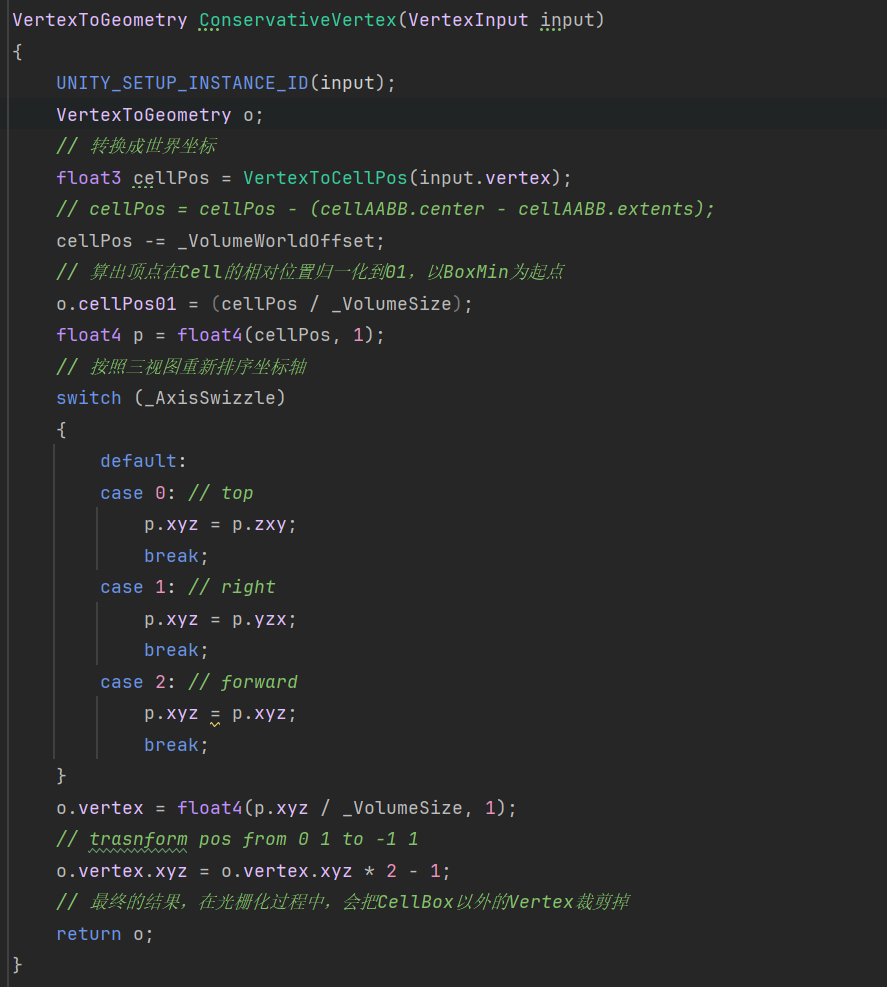 VertexToGeometry ConservativeVertex(VertexInput input)
{
    UNITY_SETUP_INSTANCE_ID(input);
    VertexToGeometry o;
    // 转换成世界坐标
    float3 cellPos = VertexToCellPos(input.vertex);
    // cellPos = cellPos - (cellAABB.center - cellAABB.extents);
    cellPos -= _VolumeWorldOffset;
    // 算出顶点在Cell的相对位置归一化到01，以BoxMin为起点
    o.cellPos01 = (cellPos / _VolumeSize);
    float4 p = float4(cellPos, 1);
    // 按照三视图重新排序坐标轴
    switch (_AxisSwizzle)
    {
        default:
        case 0: // top
            p.xyz = p.zxy;
            break;
        case 1: // right
            p.xyz = p.yzx;
            break;
        case 2: // forward
            p.xyz = p.xyz;
            break;
    }
    o.vertex = float4(p.xyz / _VolumeSize, 1);
    // trasnform pos from 0 1 to -1 1
    o.vertex.xyz = o.vertex.xyz * 2 - 1;
    // 最终的结果，在光栅化过程中，会把CellBox以外的Vertex裁剪掉
    return o;
}